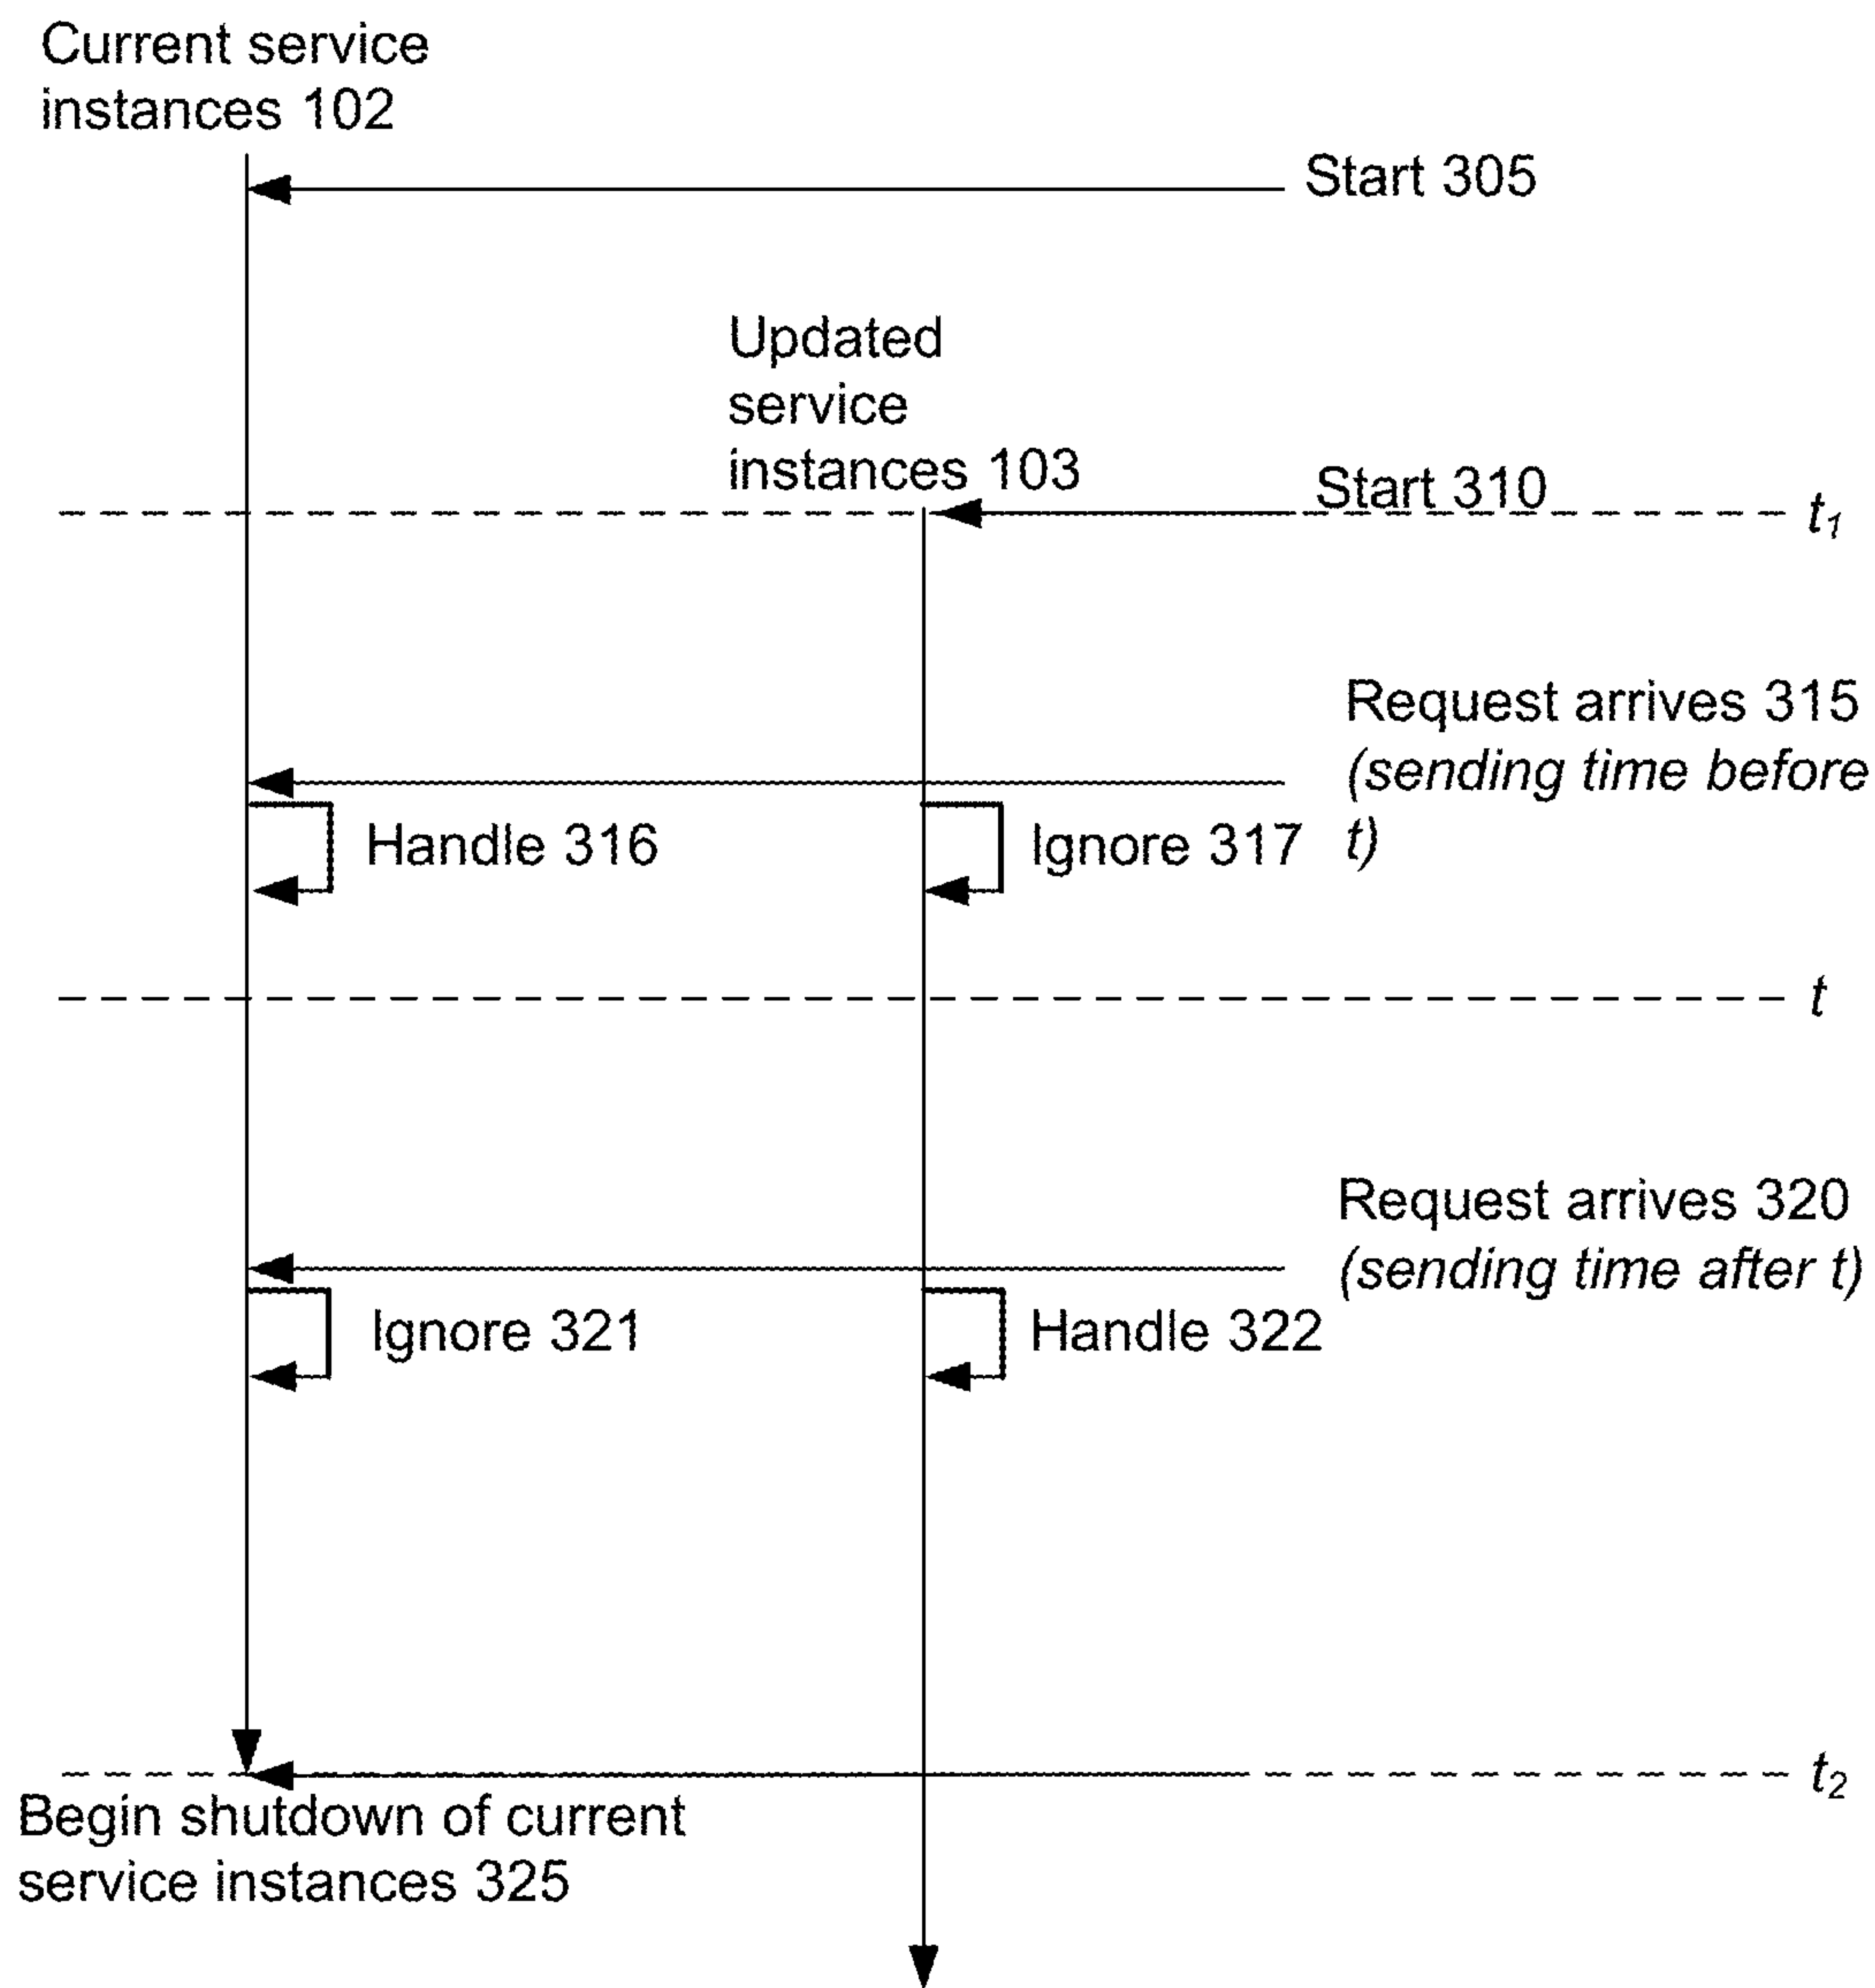 Current service
instances 102
Start 305
Updated
service
instances 103
Start 310
t1
Request arrives 315
(sending time before
t)
Handle 316
Ignore 317
t
Request arrives 320
(sending time after t)
Ignore 321
Handle 322
t2
Begin shutdown of current
service instances 325